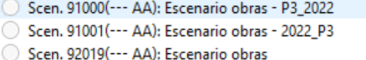 Scen. 91000(--- AA): Escenario obras - P3_2022
Scen. 91001(--- AA): Escenario obras - 2022_P3
Scen. 92019(--- AA): Escenario obras